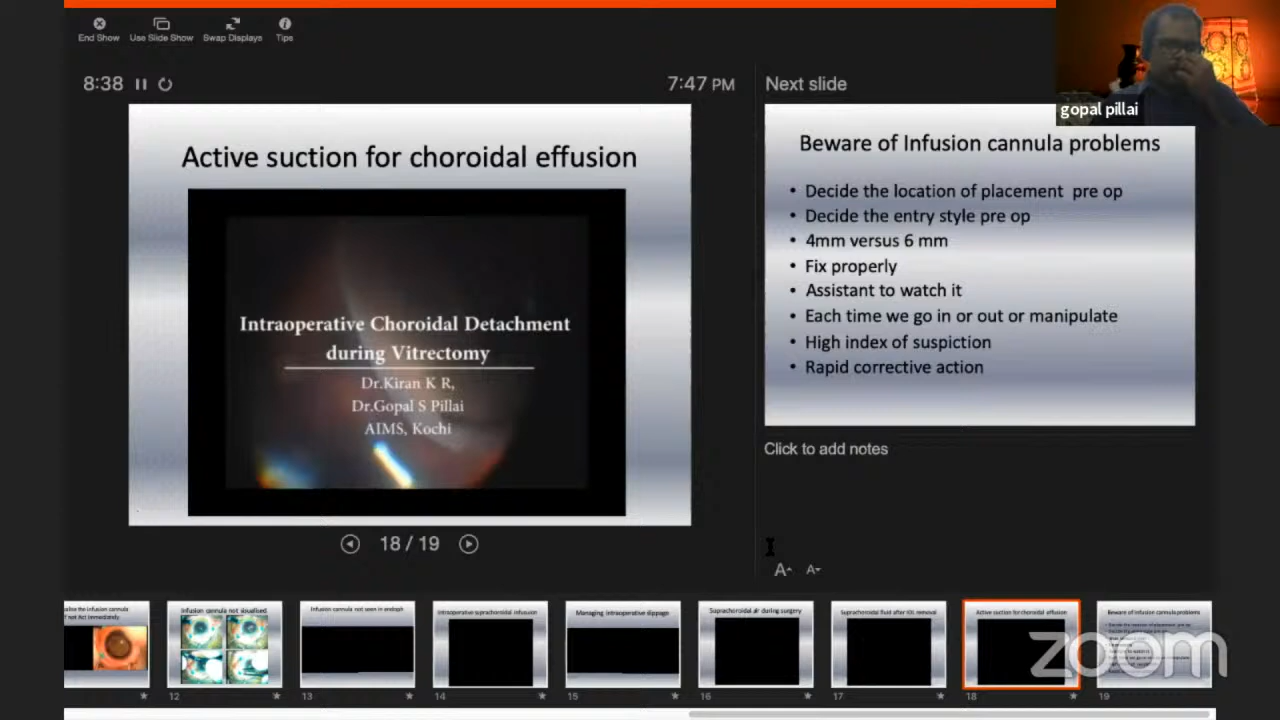 End Show
Use Slide Show
Swap Displays
Tips
gopal pillai
8:38
7:47 PM
Next slide
Active suction for choroidal effusion
Intraoperative Choroidal Detachment
during Vitrectomy
Dr.Kiran K R,
Dr.Gopal S Pillai
AIMS, Kochi
18 / 19
Beware of Infusion cannula problems
• Decide the location of placement pre op
• Decide the entry style pre op
• 4mm versus 6 mm
• Fix properly
• Assistant to watch it
• Each time we go in or out or manipulate
• High index of suspicion
• Rapid corrective action
Click to add notes
A A
the infusion cannula
not Act immediately
Infusion cannula not visualised
12
Infusion cannula not seen in endoph
13
Intraoperative suprachoroidal infusion
14
Managing intraoperative slippage
15
Suprachoroidal air during surgery
16
Suprachoroidal fluid after IOL removal
17
Active suction for choroidal effusion
18
Beware of Infusion cannula problems
19
zoom